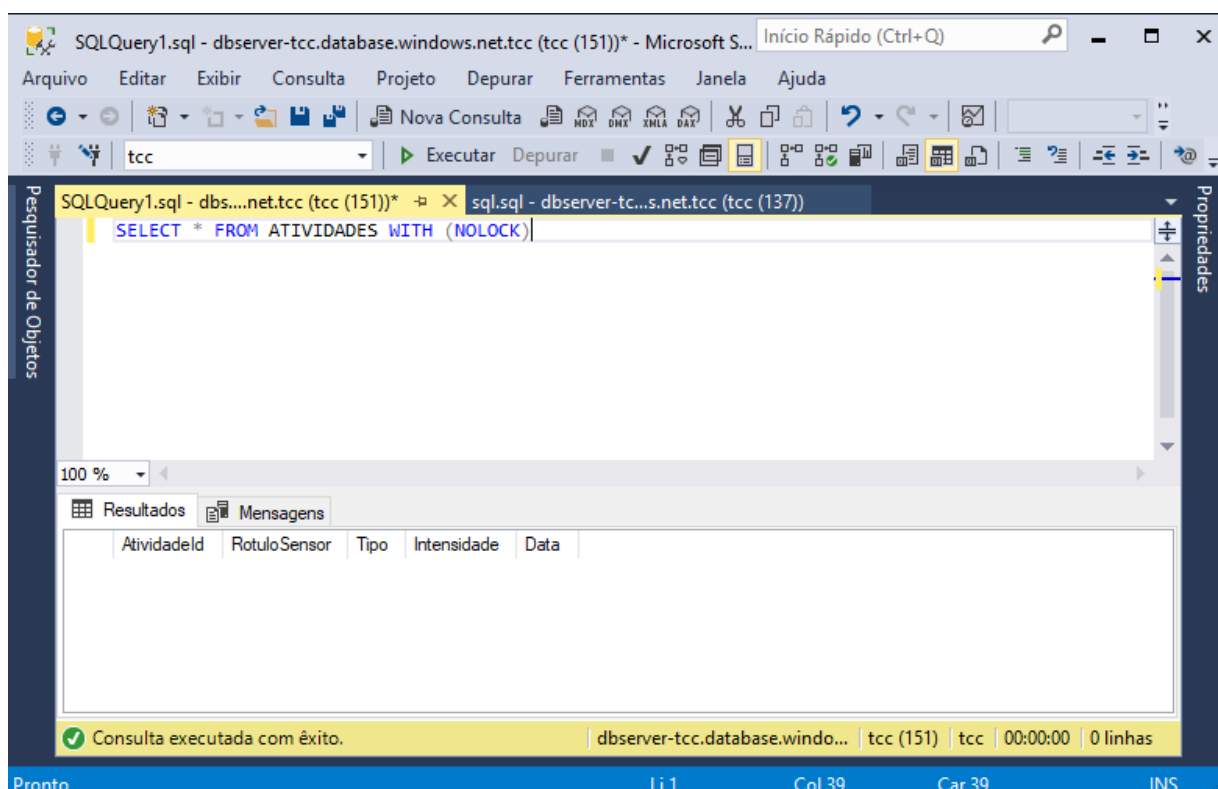 SQLQuery1.sql - dbserver-tcc.database.windows.net.tcc (tcc (151))* - Microsoft S...
Início Rápido (Ctrl+Q)
Arquivo Editar Exibir Consulta Projeto Depurar Ferramentas Janela Ajuda
Nova Consulta MDX DMX XMLA DAX
tcc Executar Depurar
Pesquisador de Objetos
SQLQuery1.sql - dbs....net.tcc (tcc (151))* sql.sql - dbserver-tc...s.net.tcc (tcc (137))
Propriedades
SELECT * FROM ATIVIDADES WITH (NOLOCK)
100 %
Resultados Mensagens
AtividadeId RotuloSensor Tipo Intensidade Data
Consulta executada com êxito. dbserver-tcc.database.windo... tcc (151) tcc 00:00:00 0 linhas
Pronto Li 1 Col 39 Car 39 INS